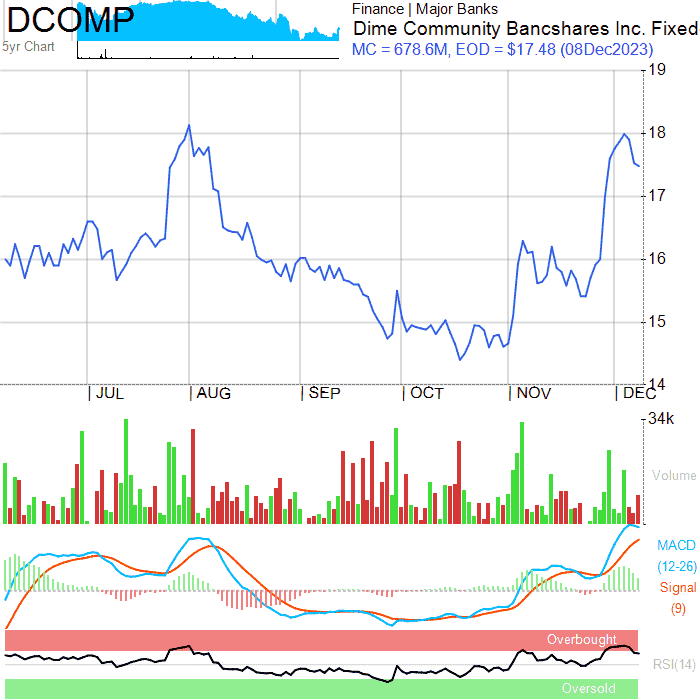 DCOMP
5yr Chart
Finance | Major Banks
Dime Community Bancshares Inc. Fixed
MC = 678.6M, EOD = $17.48 (08Dec2023)
19
18
17
16
15
14
JUL AUG SEP OCT NOV DEC
34k
Volume
MACD
(12-26)
Signal
(9)
Overbought
RSI(14)
Oversold